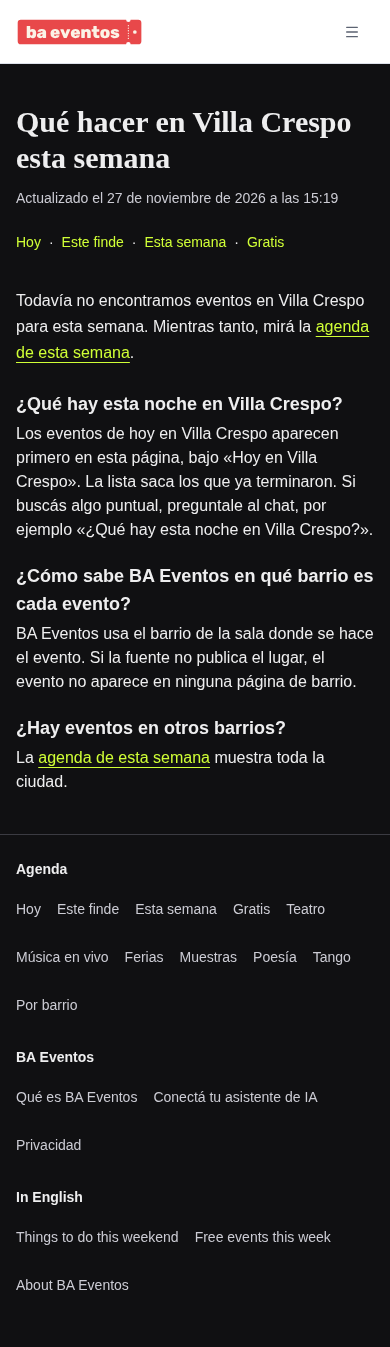 ba eventos
Qué hacer en Villa Crespo
esta semana
Actualizado el 27 de noviembre de 2026 a las 15:19
Hoy · Este finde · Esta semana · Gratis
Todavía no encontramos eventos en Villa Crespo
para esta semana. Mientras tanto, mirá la agenda
de esta semana.
¿Qué hay esta noche en Villa Crespo?
Los eventos de hoy en Villa Crespo aparecen
primero en esta página, bajo «Hoy en Villa
Crespo». La lista saca los que ya terminaron. Si
buscás algo puntual, preguntale al chat, por
ejemplo «¿Qué hay esta noche en Villa Crespo?».
¿Cómo sabe BA Eventos en qué barrio es
cada evento?
BA Eventos usa el barrio de la sala donde se hace
el evento. Si la fuente no publica el lugar, el
evento no aparece en ninguna página de barrio.
¿Hay eventos en otros barrios?
La agenda de esta semana muestra toda la
ciudad.
Agenda
Hoy Este finde Esta semana Gratis Teatro
Música en vivo Ferias Muestras Poesía Tango
Por barrio
BA Eventos
Qué es BA Eventos Conectá tu asistente de IA
Privacidad
In English
Things to do this weekend Free events this week
About BA Eventos